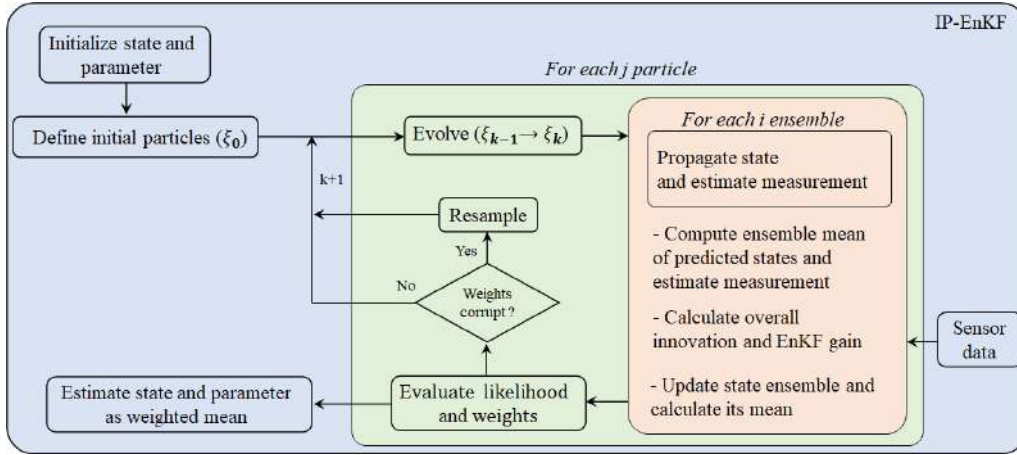 IP-EnKF
Initialize state and
parameter
Define initial particles (ξ₀)
For each j particle
Evolve (ξₖ₋₁→ ξₖ)
For each i ensemble
Propagate state
and estimate measurement
- Compute ensemble mean
of predicted states and
estimate measurement
- Calculate overall
innovation and EnKF gain
- Update state ensemble and
calculate its mean
Sensor
data
k+1
Resample
Yes
No
Weights
corrupt?
Evaluate likelihood
and weights
Estimate state and parameter
as weighted mean